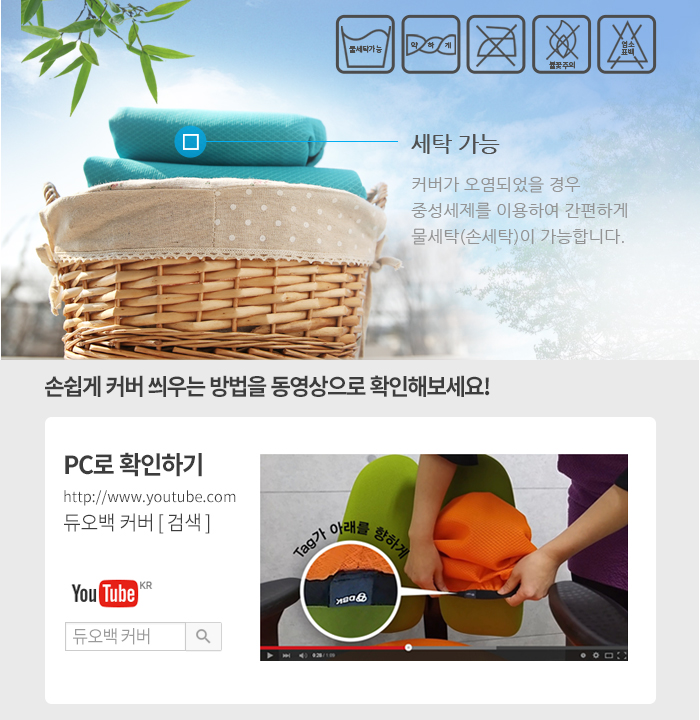 물세탁가능
약 하 게
불꽃주의
염소
표백
세탁 가능
커버가 오염되었을 경우
중성세제를 이용하여 간편하게
물세탁(손세탁)이 가능합니다.
손쉽게 커버 씌우는 방법을 동영상으로 확인해보세요!
PC로 확인하기
http://www.youtube.com
듀오백 커버 [ 검색 ]
Tag가 아래를 향하게
DBK
YouTube KR
듀오백 커버
0:28 / 1:09